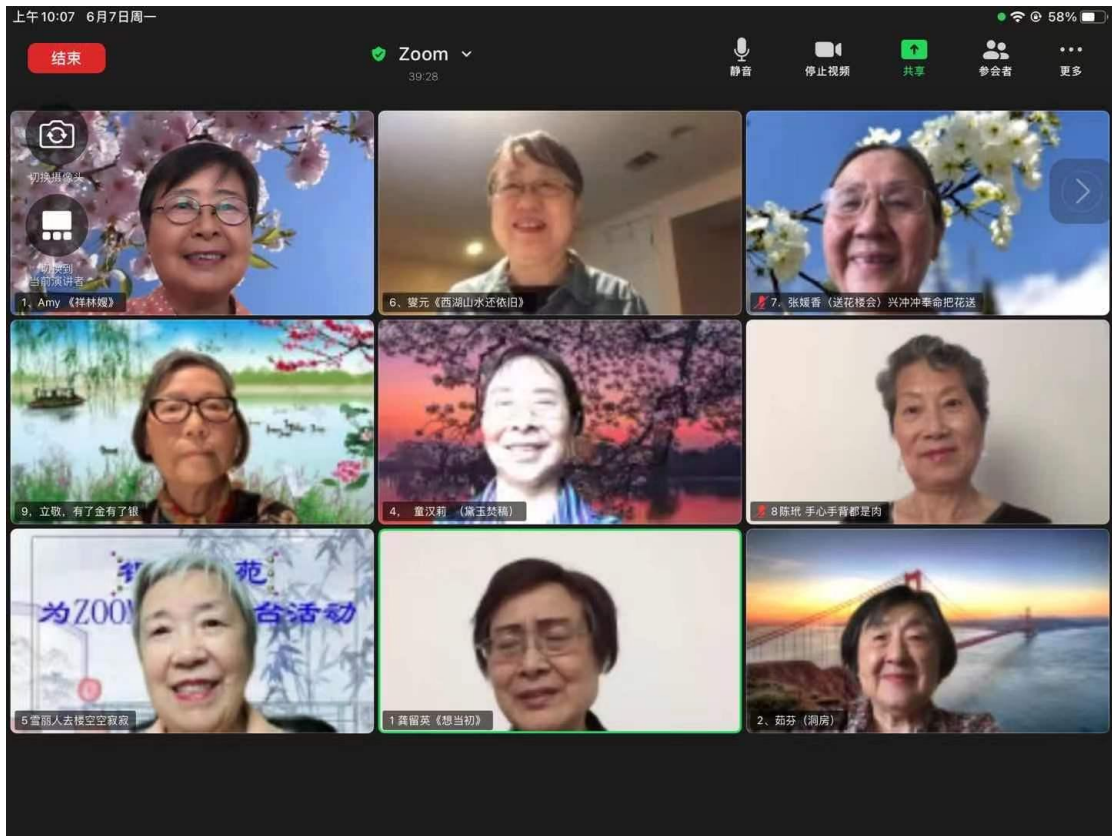 上午10:07 6月7日周一
58%
结束
Zoom
39:28
静音
停止视频
共享
参会者
更多
切换摄像头
切换到
当前演讲者
1、Amy 《祥林嫂》
6、燮元《西湖山水还依旧》
7、张媛香（送花楼会）兴冲冲奉命把花送
9，立敬，有了金有了银
4， 童汉莉 （黛玉焚稿）
8陈玳 手心手背都是肉
苑
为ZOO
台活动
5雪丽人去楼空空寂寂
1龚留英《想当初》
2、茹芬（洞房）